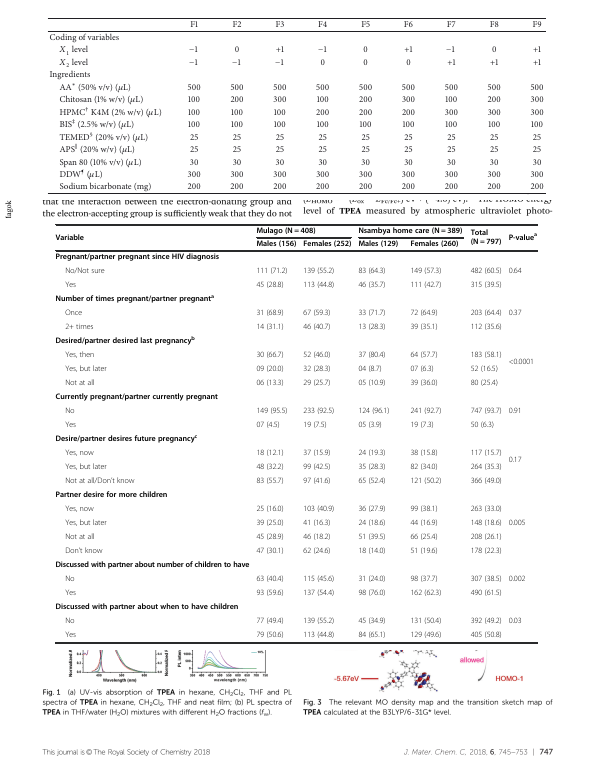 F1 F2 F3 F4 F5 F6 F7 F8 F9
Coding of variables
X1 level −1 0 +1 −1 0 +1 −1 0 +1
X2 level −1 −1 −1 0 0 0 +1 +1 +1
Ingredients
AA* (50% v/v) (μL) 500 500 500 500 500 500 500 500 500
Chitosan (1% w/v) (μL) 100 200 300 100 200 300 100 200 300
HPMC† K4M (2% w/v) (μL) 100 100 100 200 200 200 300 300 300
BIS‡ (2.5% w/v) (μL) 100 100 100 100 100 100 100 100 100
TEMED§ (20% v/v) (μL) 25 25 25 25 25 25 25 25 25
APS‖ (20% w/v) (μL) 25 25 25 25 25 25 25 25 25
Span 80 (10% v/v) (μL) 30 30 30 30 30 30 30 30 30
DDW¶ (μL) 300 300 300 300 300 300 300 300 300
Sodium bicarbonate (mg) 200 200 200 200 200 200 200 200 200
that the interaction between the electron-donating group and
the electron-accepting group is sufficiently weak that they do not
level of TPEA measured by atmospheric ultraviolet photo-
Variable Mulago (N = 408) Nsambya home care (N = 389) Total (N = 797) P-valueᵃ
Males (156) Females (252) Males (129) Females (260)
Pregnant/partner pregnant since HIV diagnosis
No/Not sure 111 (71.2) 139 (55.2) 83 (64.3) 149 (57.3) 482 (60.5) 0.64
Yes 45 (28.8) 113 (44.8) 46 (35.7) 111 (42.7) 315 (39.5)
Number of times pregnant/partner pregnantᵃ
Once 31 (68.9) 67 (59.3) 33 (71.7) 72 (64.9) 203 (64.4) 0.37
2+ times 14 (31.1) 46 (40.7) 13 (28.3) 39 (35.1) 112 (35.6)
Desired/partner desired last pregnancyᵇ
Yes, then 30 (66.7) 52 (46.0) 37 (80.4) 64 (57.7) 183 (58.1)
<0.0001
Yes, but later 09 (20.0) 32 (28.3) 04 (8.7) 07 (6.3) 52 (16.5)
Not at all 06 (13.3) 29 (25.7) 05 (10.9) 39 (36.0) 80 (25.4)
Currently pregnant/partner currently pregnant
No 149 (95.5) 233 (92.5) 124 (96.1) 241 (92.7) 747 (93.7) 0.91
Yes 07 (4.5) 19 (7.5) 05 (3.9) 19 (7.3) 50 (6.3)
Desire/partner desires future pregnancyᶜ
Yes, now 18 (12.1) 37 (15.9) 24 (19.3) 38 (15.8) 117 (15.7)
0.17
Yes, but later 48 (32.2) 99 (42.5) 35 (28.3) 82 (34.0) 264 (35.3)
Not at all/Don't know 83 (55.7) 97 (41.6) 65 (52.4) 121 (50.2) 366 (49.0)
Partner desire for more children
Yes, now 25 (16.0) 103 (40.9) 36 (27.9) 99 (38.1) 263 (33.0)
Yes, but later 39 (25.0) 41 (16.3) 24 (18.6) 44 (16.9) 148 (18.6) 0.005
Not at all 45 (28.9) 46 (18.2) 51 (39.5) 66 (25.4) 208 (26.1)
Don't know 47 (30.1) 62 (24.6) 18 (14.0) 51 (19.6) 178 (22.3)
Discussed with partner about number of children to have
No 63 (40.4) 115 (45.6) 31 (24.0) 98 (37.7) 307 (38.5) 0.002
Yes 93 (59.6) 137 (54.4) 98 (76.0) 162 (62.3) 490 (61.5)
Discussed with partner about when to have children
No 77 (49.4) 139 (55.2) 45 (34.9) 131 (50.4) 392 (49.2) 0.03
Yes 79 (50.6) 113 (44.8) 84 (65.1) 129 (49.6) 405 (50.8)
allowed
-5.67eV HOMO-1
Wavelength (nm) wavelength (nm)
Fig. 1 (a) UV-vis absorption of TPEA in hexane, CH2Cl2, THF and PL
spectra of TPEA in hexane, CH2Cl2, THF and neat film; (b) PL spectra of
TPEA in THF/water (H2O) mixtures with different H2O fractions (fw).
Fig. 3 The relevant MO density map and the transition sketch map of
TPEA calculated at the B3LYP/6-31G* level.
This journal is © The Royal Society of Chemistry 2018
J. Mater. Chem. C, 2018, 6, 745–753 | 747